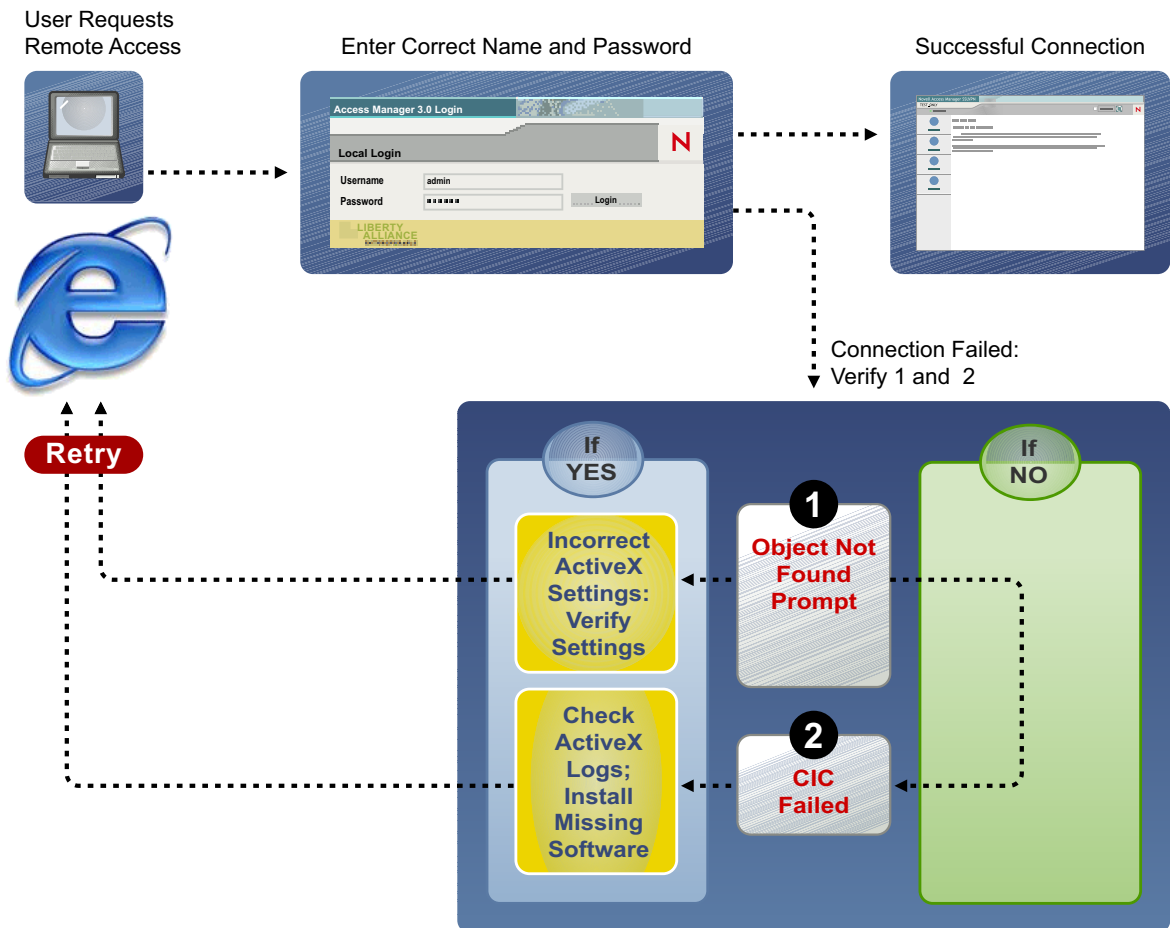 User Requests
Remote Access
Enter Correct Name and Password
Successful Connection
Access Manager 3.0 Login
Local Login
N
Username
admin
Password
Login
LIBERTY
ALLIANCE
N
Connection Failed:
Verify 1 and 2
Retry
If
YES
If
NO
1
Object Not
Found
Prompt
Incorrect
ActiveX
Settings:
Verify
Settings
2
CIC
Failed
Check
ActiveX
Logs;
Install
Missing
Software